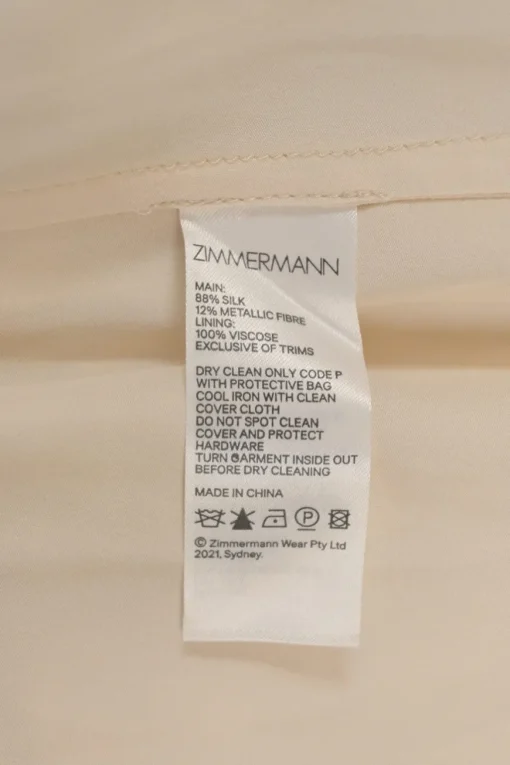 ZIMMERMANN
MAIN:
88% SILK
12% METALLIC FIBRE
LINING:
100% VISCOSE
EXCLUSIVE OF TRIMS
DRY CLEAN ONLY CODE P
WITH PROTECTIVE BAG
COOL IRON WITH CLEAN
COVER CLOTH
DO NOT SPOT CLEAN
COVER AND PROTECT
HARDWARE
TURN GARMENT INSIDE OUT
BEFORE DRY CLEANING
MADE IN CHINA
P
© Zimmermann Wear Pty Ltd
2021, Sydney.